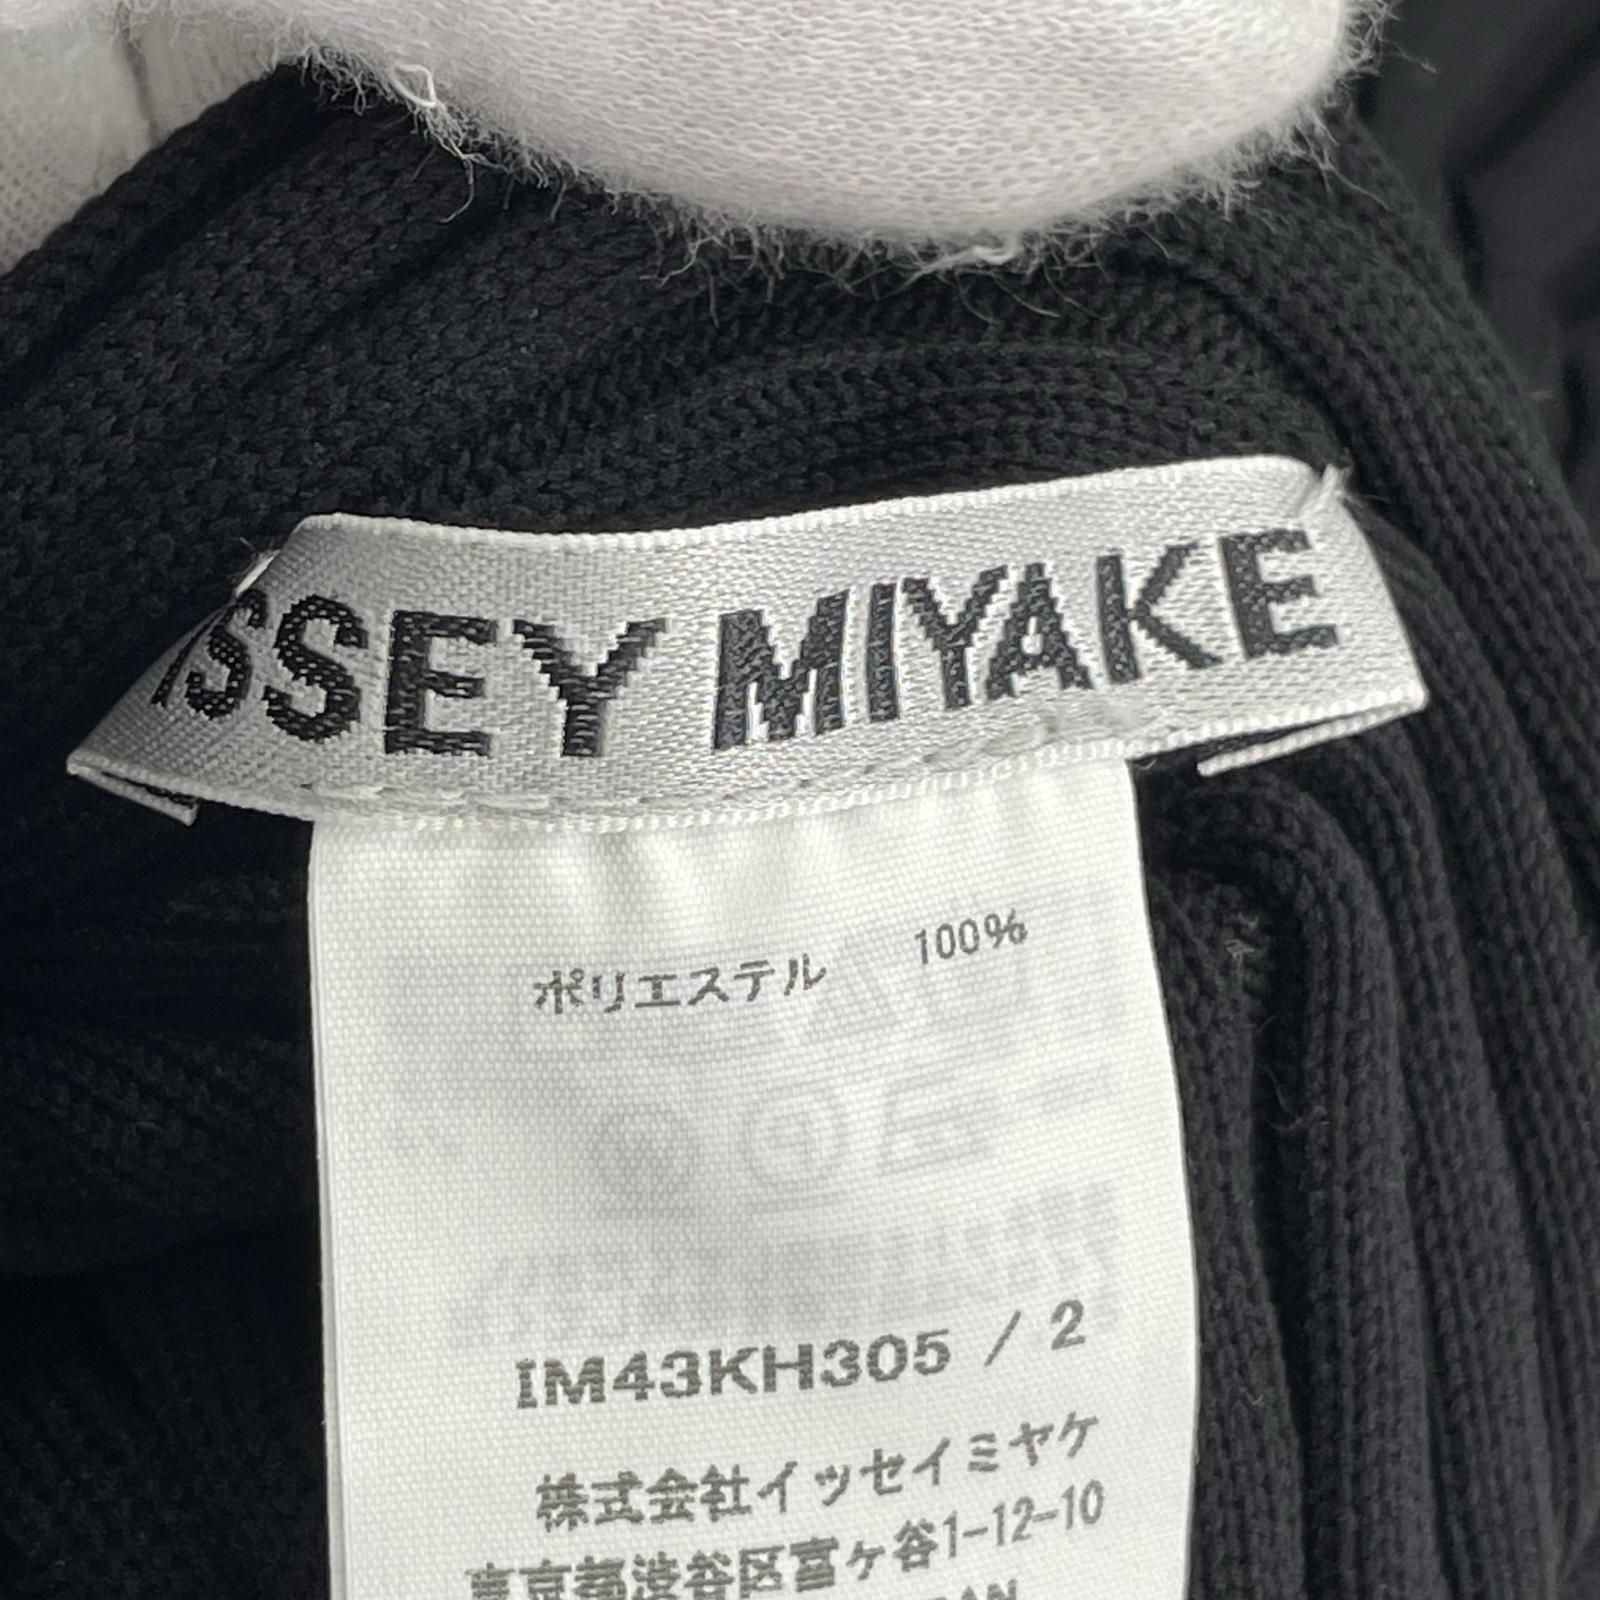 ISSEY MIYAKE
ポリエステル 100%
IM43KH305 / 2
株式会社イッセイミヤケ
東京都渋谷区富ヶ谷1-12-10